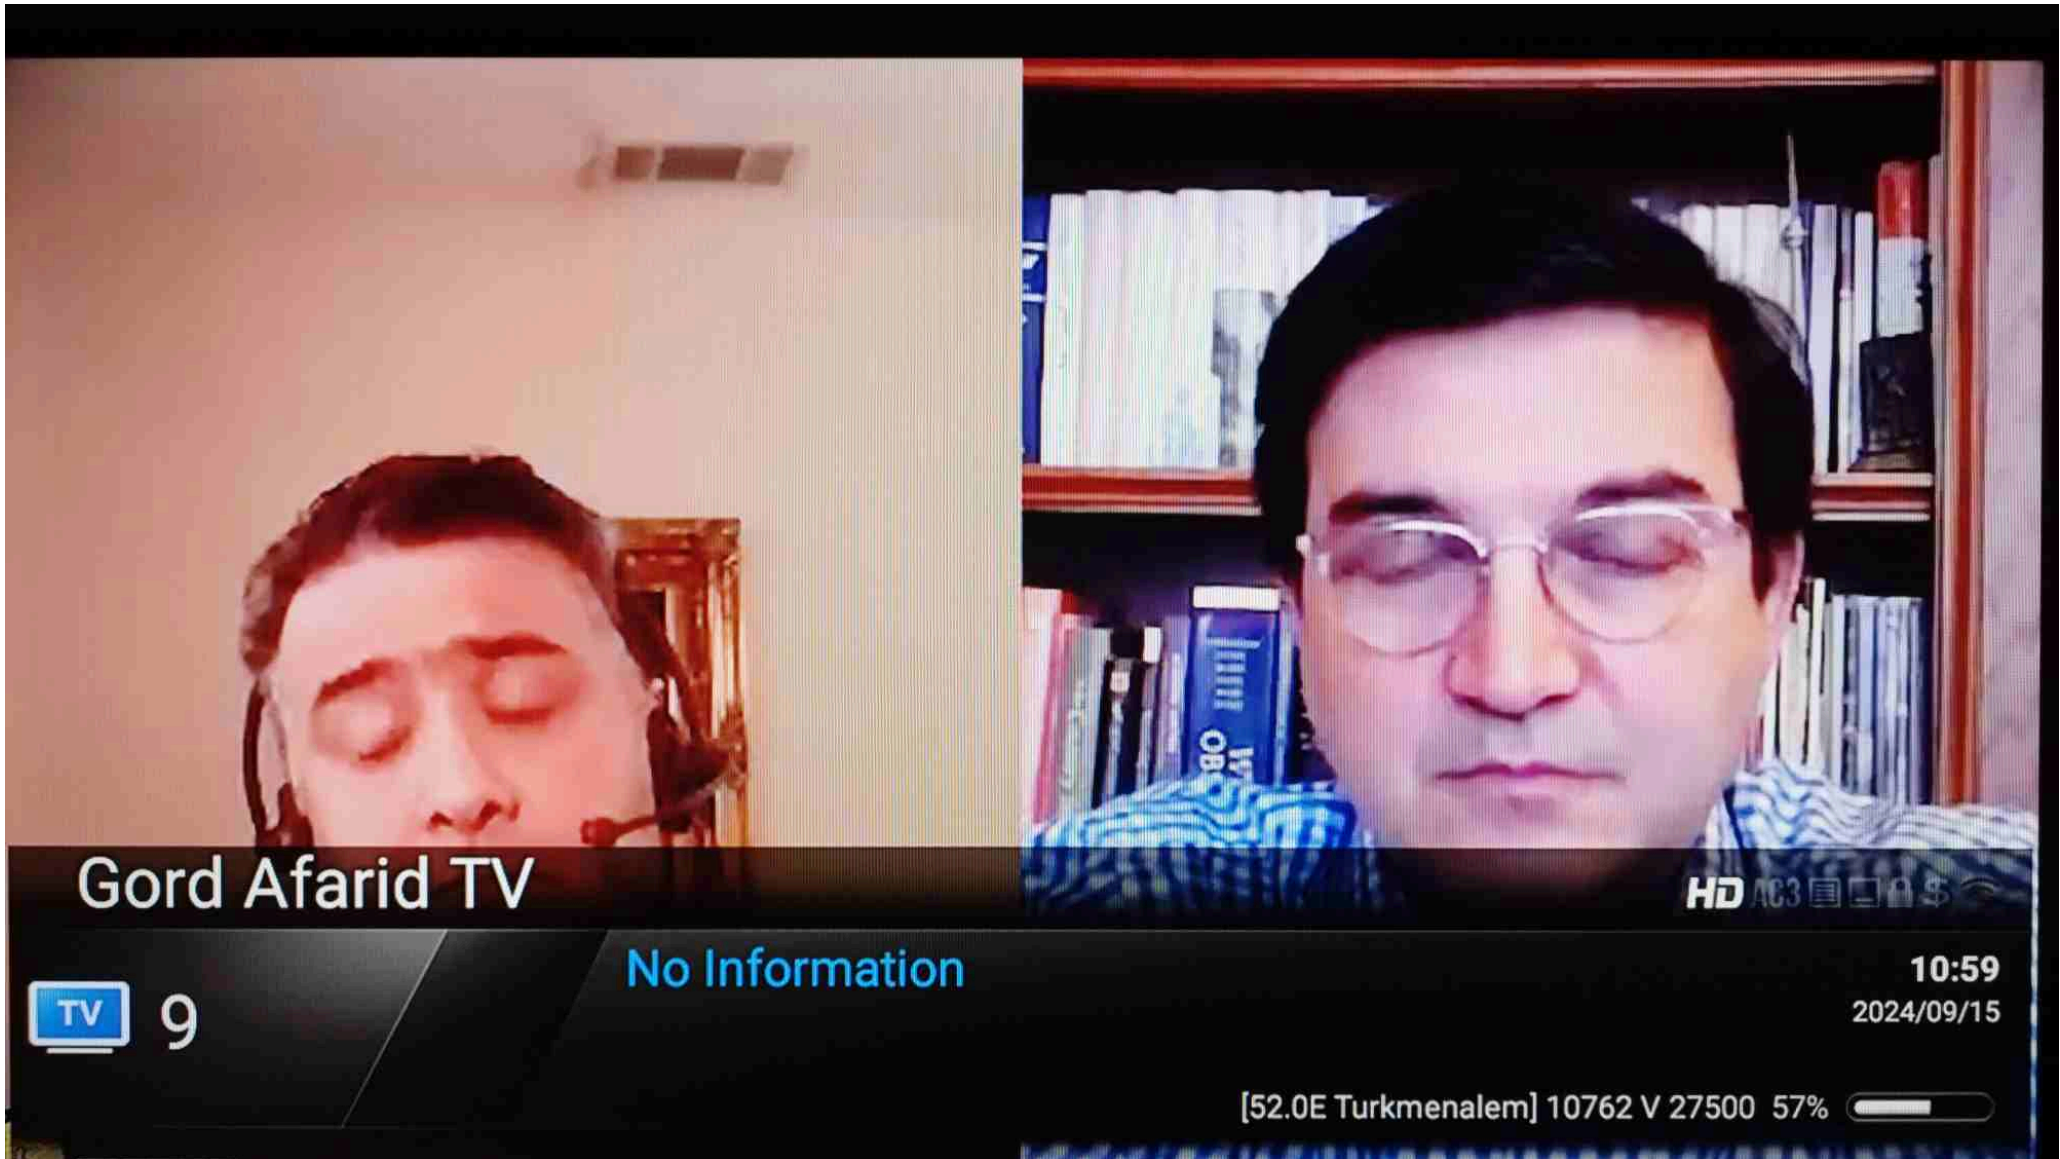 Gord Afarid TV
HD AC3
TV 9
No Information
10:59
2024/09/15
[52.0E Turkmenalem] 10762 V 27500 57%